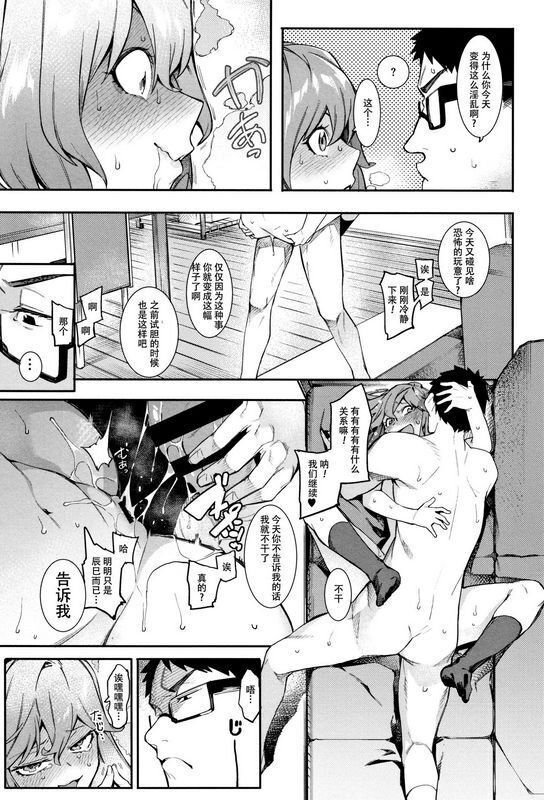 为什么你今天
变得这么淫乱啊？
？
这个…
今天又碰见啥
恐怖的玩意了吗？
诶
是
刚刚冷静
下来！
仅仅因为这种事
你就变成这幅
样子了啊
之前试胆的时候
也是这样吧
啊
啊
那个
…
有有有有有什么
关系嘛！
呐！
我们继续♥
不干
今天你不告诉我的话
我就不干了
诶
真的？
哈
明明只是
辰巳而已…
告诉我
唔
じ
诶嘿嘿嘿…